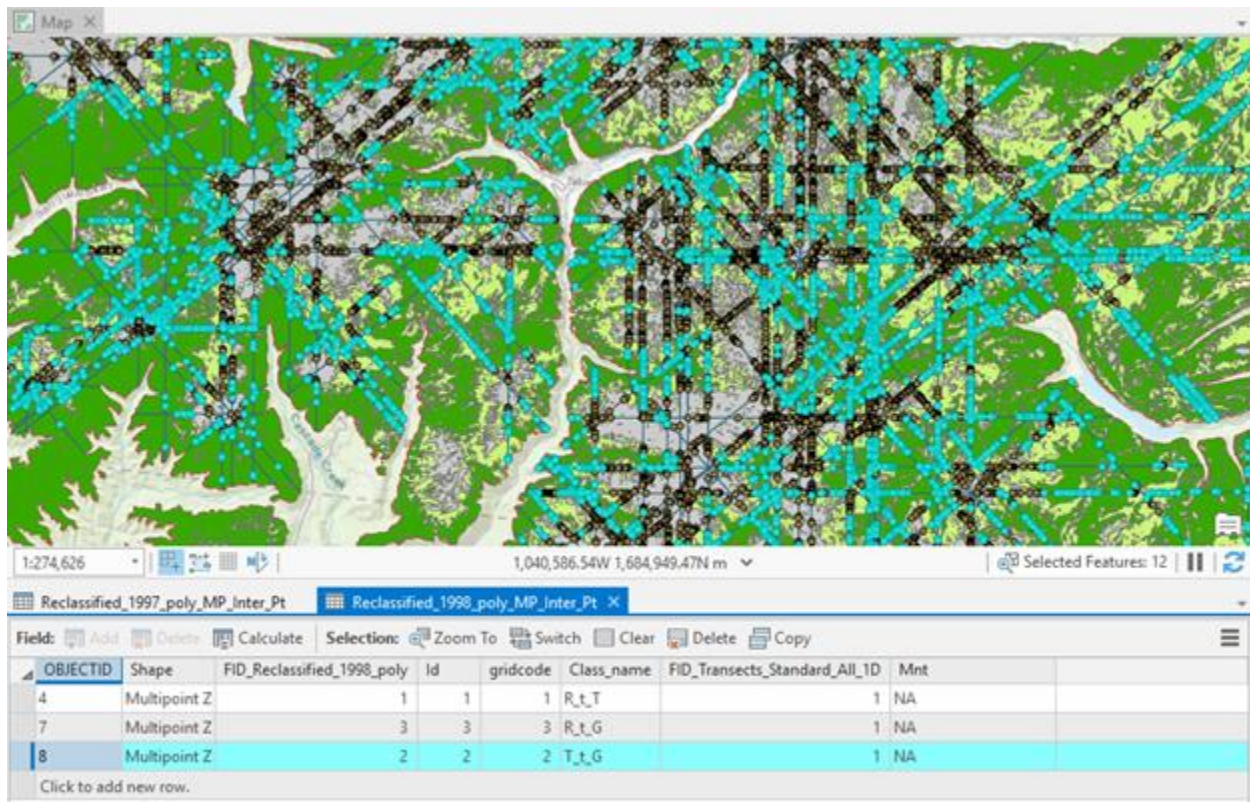 Map
Cascade Creek
1:274,626
1,040,586.54W 1,684,949.47N m
Selected Features: 12
Reclassified_1997_poly_MP_Inter_Pt
Reclassified_1998_poly_MP_Inter_Pt
Field: Add Delete Calculate Selection: Zoom To Switch Clear Delete Copy
OBJECTID Shape FID_Reclassified_1998_poly Id gridcode Class_name FID_Transects_Standard_All_1D Mnt
4 Multipoint Z 1 1 1 R_t_T 1 NA
7 Multipoint Z 3 3 3 R_t_G 1 NA
8 Multipoint Z 2 2 2 T_t_G 1 NA
Click to add new row.